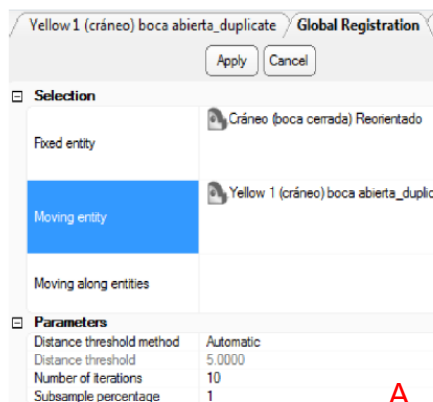 Yellow 1 (cráneo) boca abierta_duplicate Global Registration
Apply Cancel
Selection
Fixed entity Cráneo (boca cerrada) Reorientado
Moving entity Yellow 1 (cráneo) boca abierta_duplic
Moving along entities
Parameters
Distance threshold method Automatic
Distance threshold 5.0000
Number of iterations 10
Subsample percentage 1
A